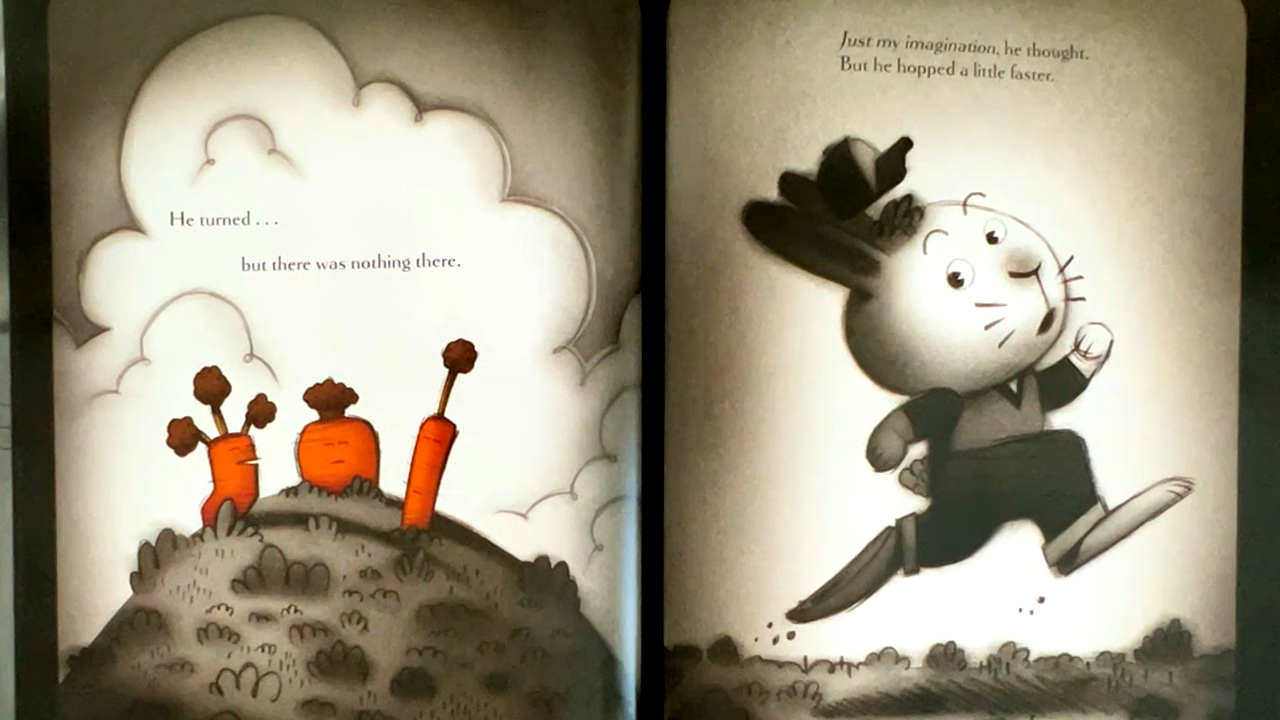 He turned . . .
but there was nothing there.
Just my imagination, he thought.
But he hopped a little faster.